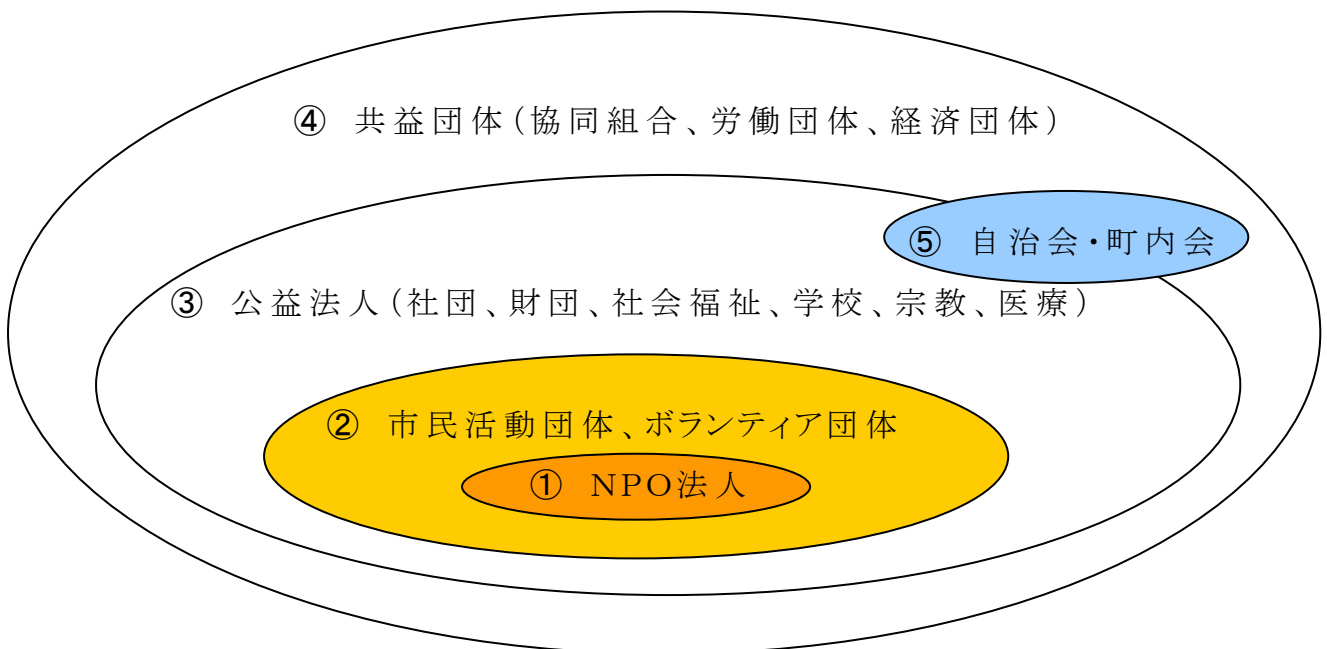 ④ 共益団体(協同組合、労働団体、経済団体)
⑤ 自治会・町内会
③ 公益法人(社団、財団、社会福祉、学校、宗教、医療)
② 市民活動団体、ボランティア団体
① NPO法人